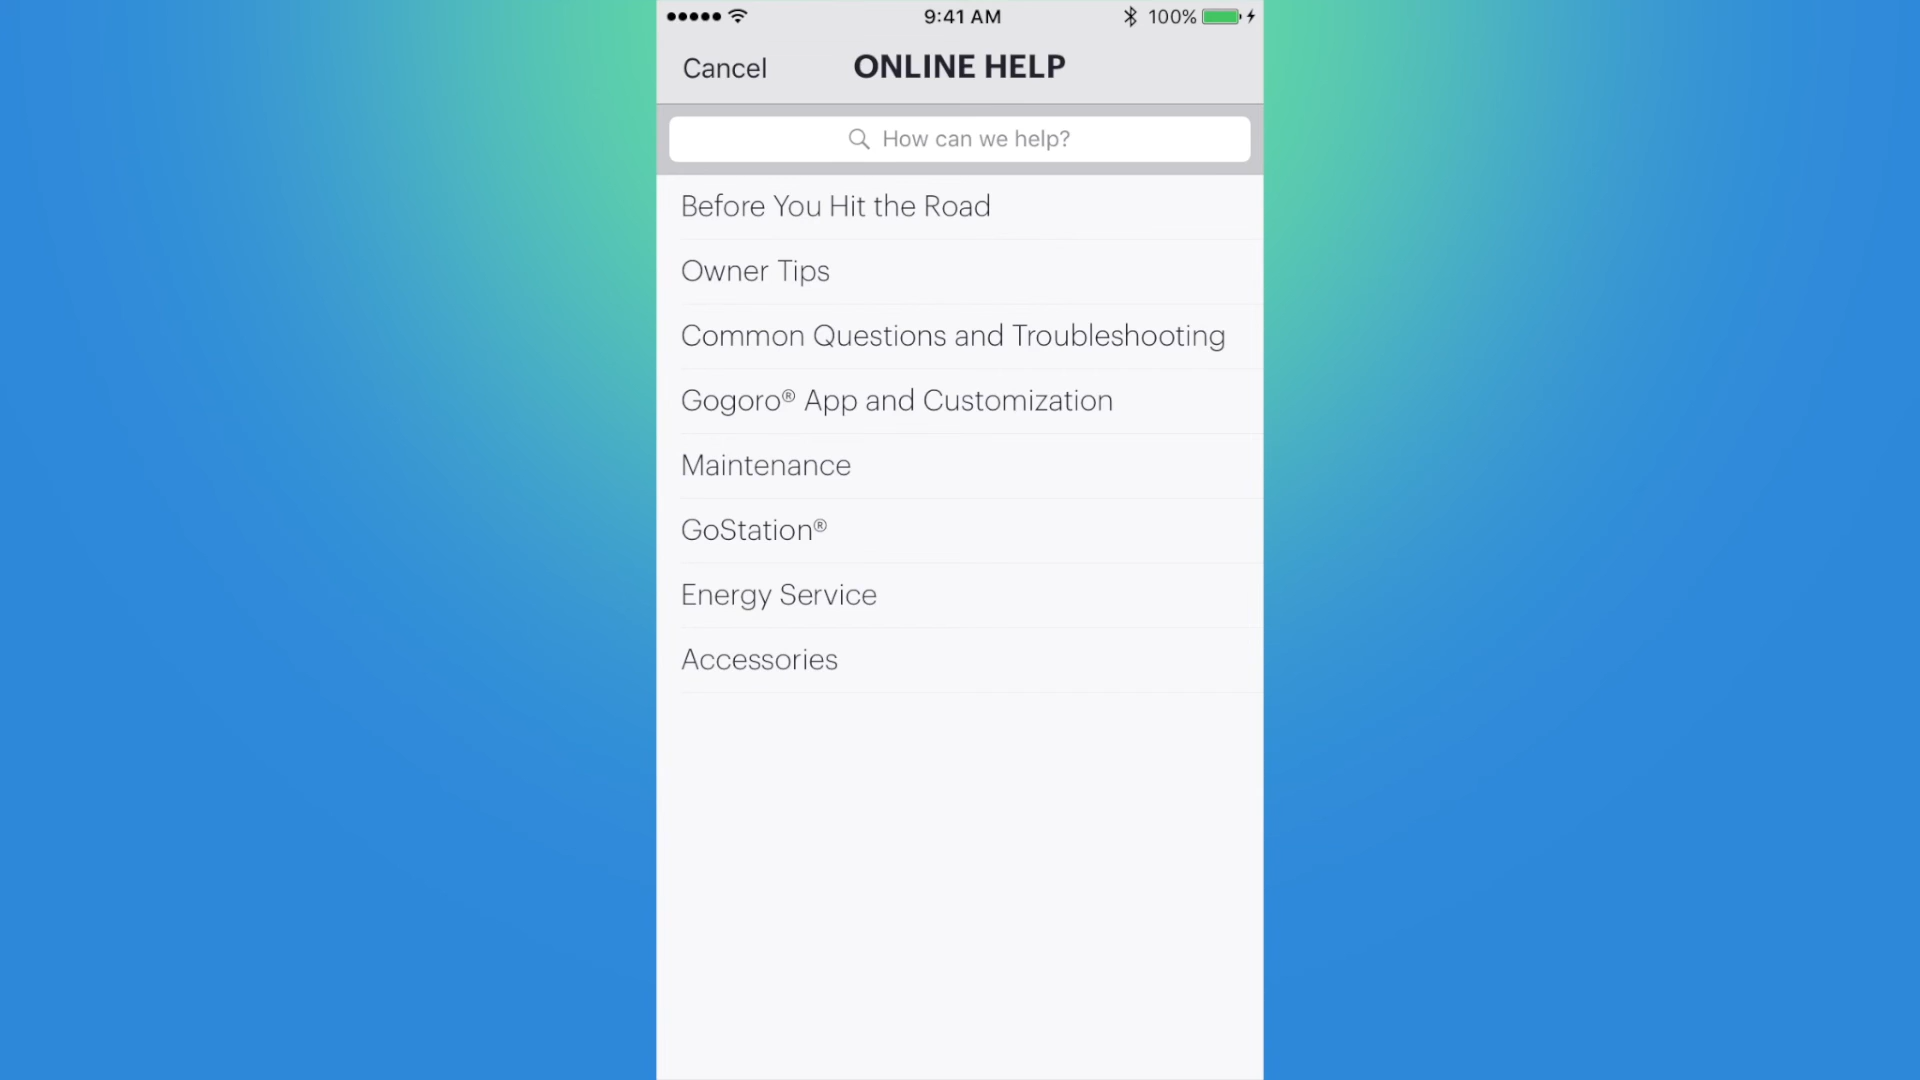 9:41 AM
100%
Cancel
ONLINE HELP
How can we help?
Before You Hit the Road
Owner Tips
Common Questions and Troubleshooting
Gogoro® App and Customization
Maintenance
GoStation®
Energy Service
Accessories